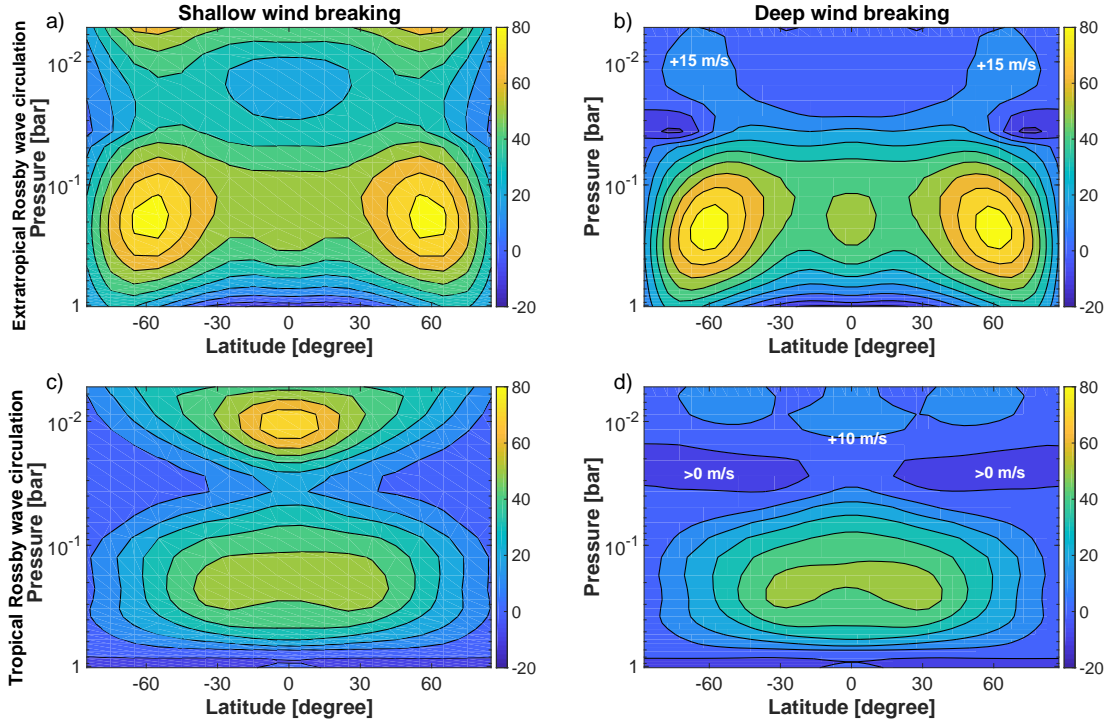 Shallow wind breaking
Deep wind breaking
Extratropical Rossby wave circulation
Tropical Rossby wave circulation
a)
Pressure [bar]
10⁻²
10⁻¹
1
-60 -30 0 30 60
Latitude [degree]
80
60
40
20
0
-20
b)
Pressure [bar]
10⁻²
10⁻¹
1
+15 m/s
+15 m/s
-60 -30 0 30 60
Latitude [degree]
80
60
40
20
0
-20
c)
Pressure [bar]
10⁻²
10⁻¹
1
-60 -30 0 30 60
Latitude [degree]
80
60
40
20
0
-20
d)
Pressure [bar]
10⁻²
10⁻¹
1
+10 m/s
>0 m/s
>0 m/s
-60 -30 0 30 60
Latitude [degree]
80
60
40
20
0
-20